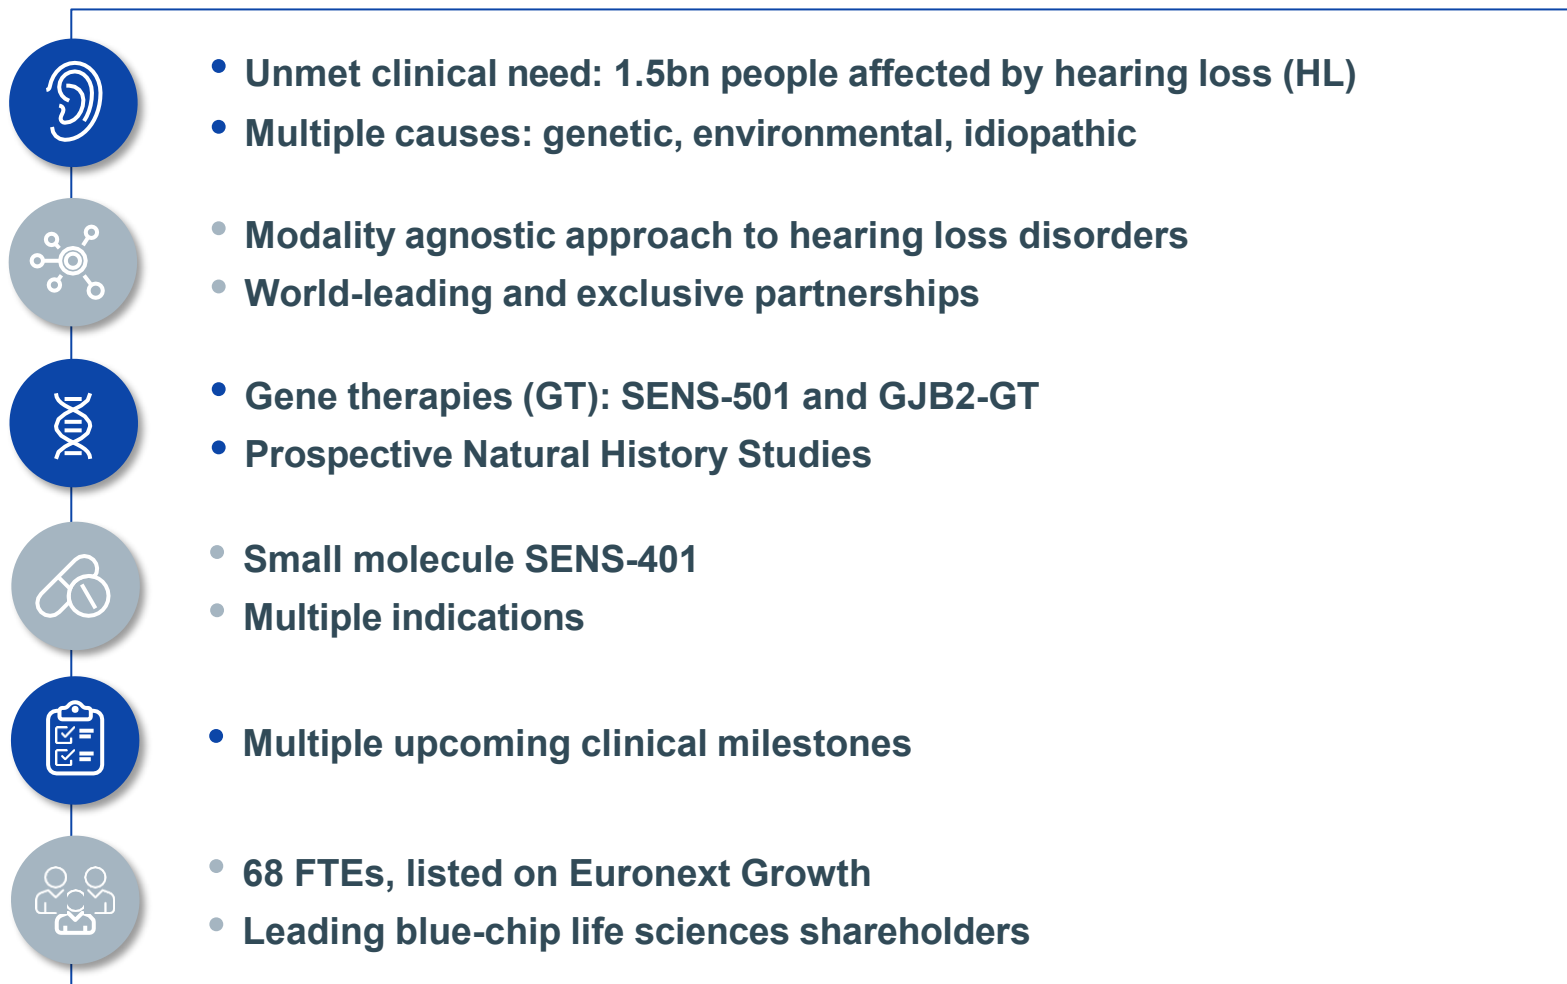 • Unmet clinical need: 1.5bn people affected by hearing loss (HL)
• Multiple causes: genetic, environmental, idiopathic
• Modality agnostic approach to hearing loss disorders
• World-leading and exclusive partnerships
• Gene therapies (GT): SENS-501 and GJB2-GT
• Prospective Natural History Studies
• Small molecule SENS-401
• Multiple indications
• Multiple upcoming clinical milestones
• 68 FTEs, listed on Euronext Growth
• Leading blue-chip life sciences shareholders